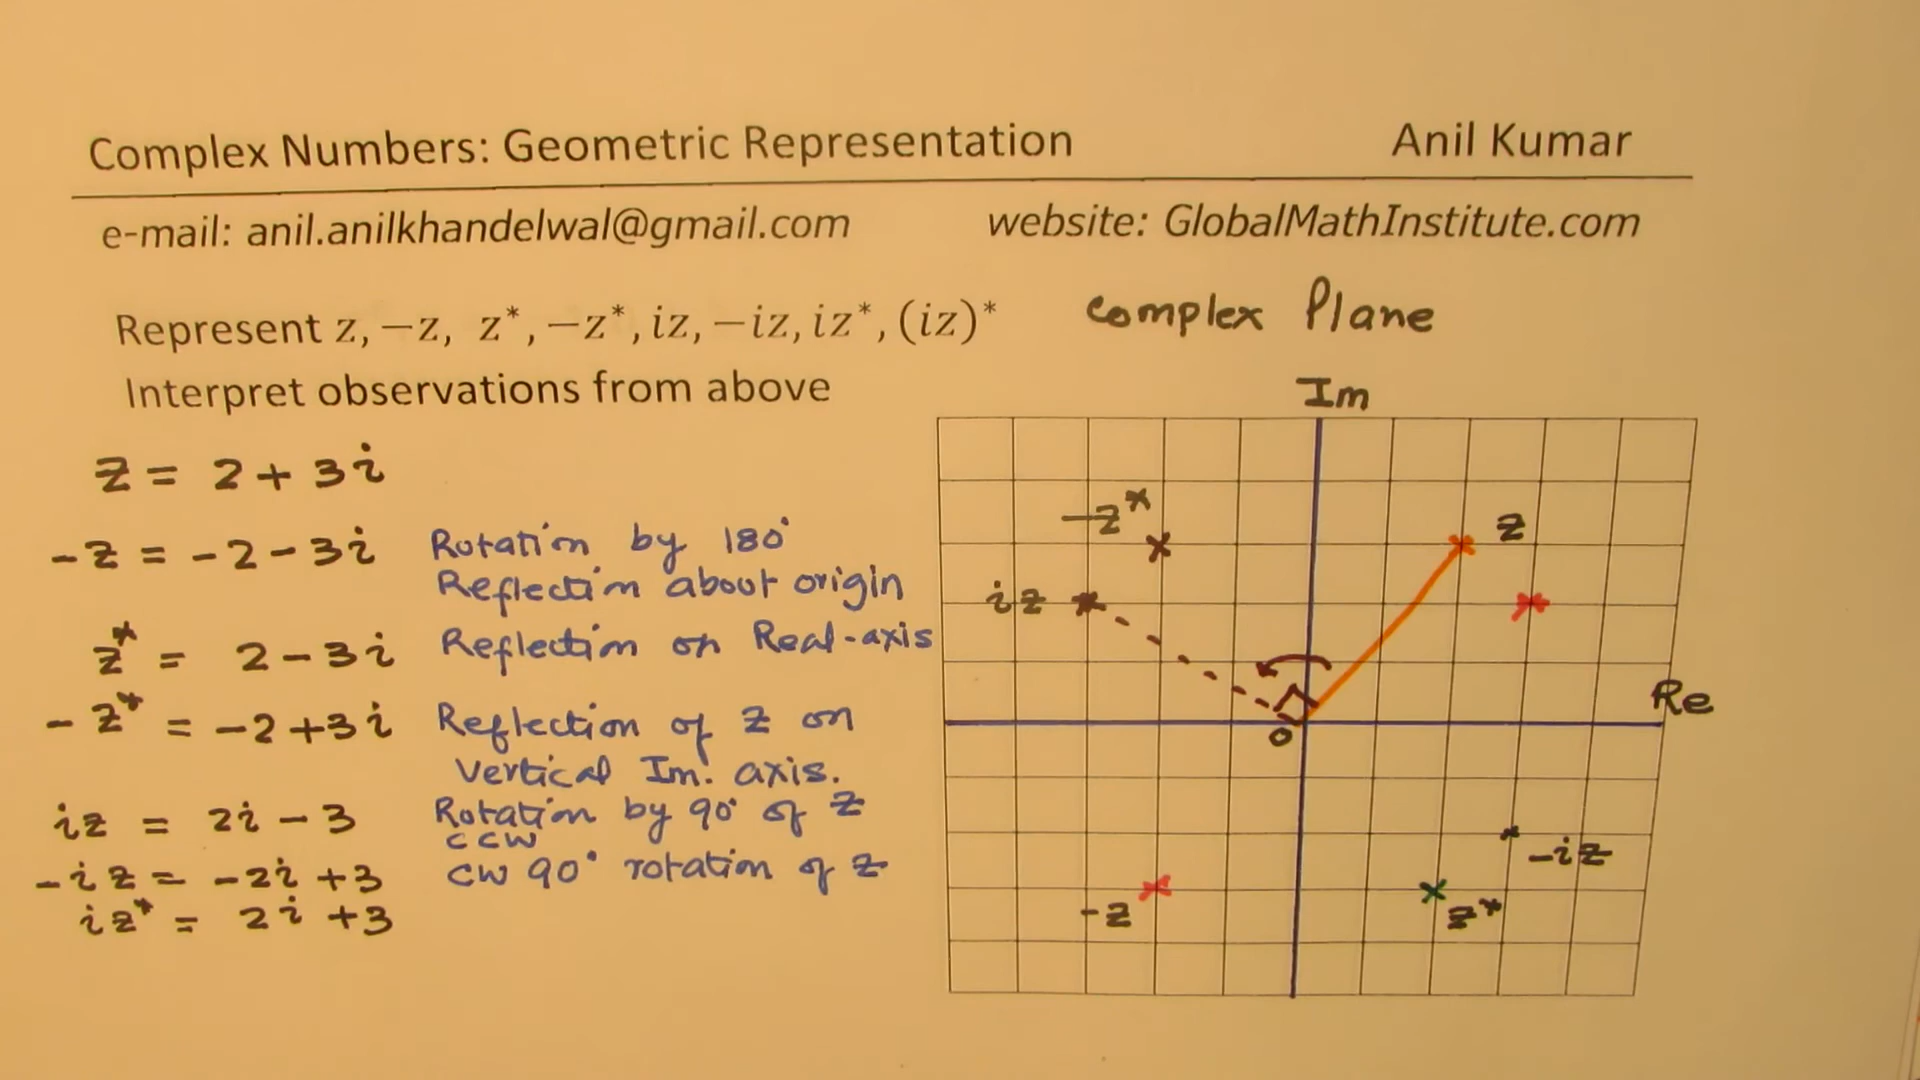 Complex Numbers: Geometric Representation Anil Kumar
e-mail: anil.anilkhandelwal@gmail.com website: GlobalMathInstitute.com
Represent z, −z, z*, −z*, iz, −iz, iz*, (iz)* Complex Plane
Interpret observations from above
z = 2 + 3i
-z = -2 - 3i Rotation by 180°
Reflection about origin
z* = 2 - 3i Reflection on Real-axis
-z* = -2 + 3i Reflection of z on
Vertical Im. axis.
iz = 2i - 3 Rotation by 90° of z
CCW
-iz = -2i + 3 CW 90° rotation of z
iz* = 2i + 3
Im
-z*
z
iz
Re
0
-iz
-z
z*